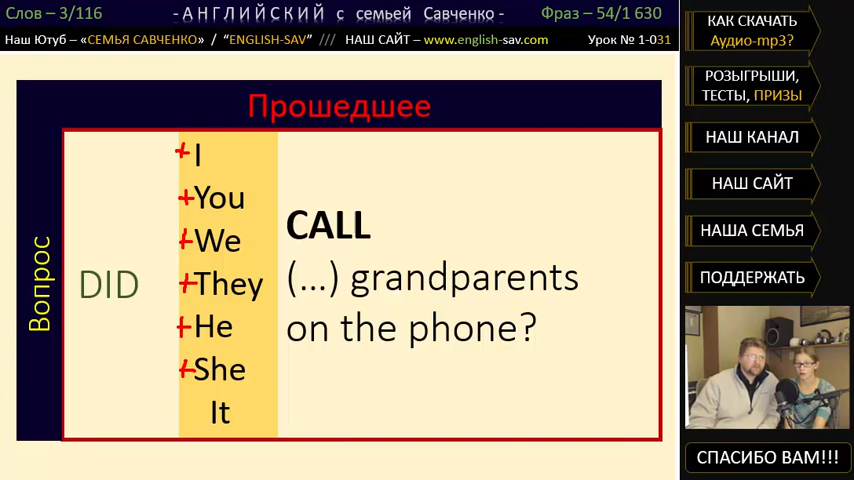 Слов – 3/116
- АНГЛИЙСКИЙ с семьей Савченко -
Фраз – 54/1 630
Наш Ютуб – «СЕМЬЯ САВЧЕНКО» / “ENGLISH-SAV” /// НАШ САЙТ – www.english-sav.com
Урок № 1-031
Прошедшее
Вопрос
DID
+I
+You
+We
+They
+He
+She
It
CALL
(...) grandparents
on the phone?
КАК СКАЧАТЬ
Аудио-mp3?
РОЗЫГРЫШИ,
ТЕСТЫ, ПРИЗЫ
НАШ КАНАЛ
НАШ САЙТ
НАША СЕМЬЯ
ПОДДЕРЖАТЬ
СПАСИБО ВАМ!!!